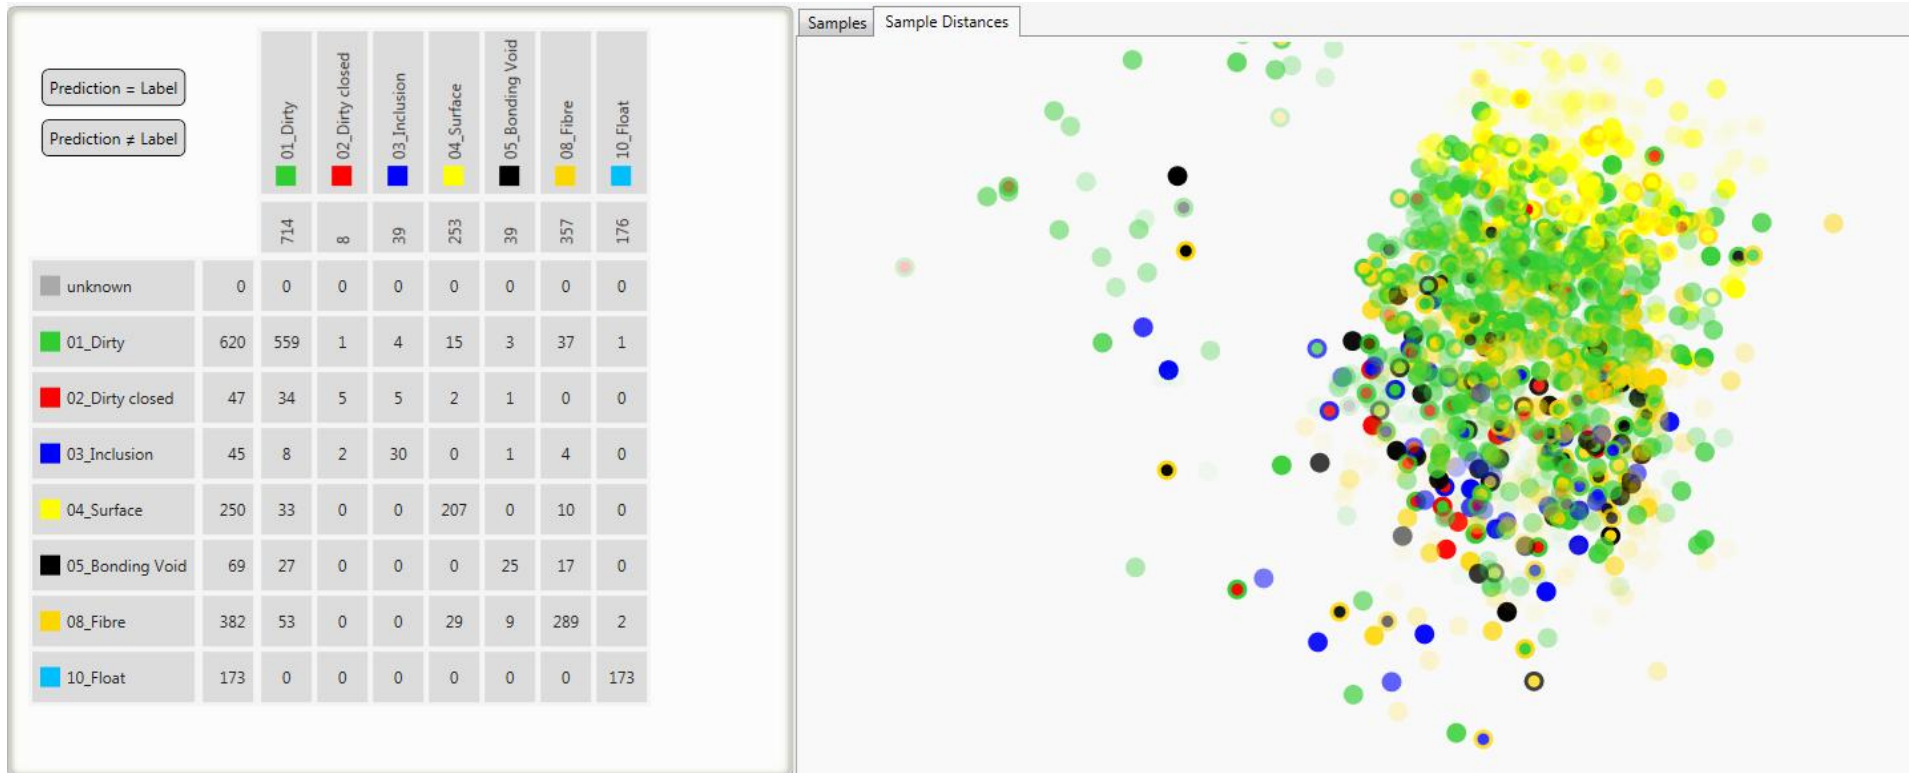 Samples Sample Distances
Prediction = Label
Prediction ≠ Label
01_Dirty 02_Dirty closed 03_Inclusion 04_Surface 05_Bonding Void 08_Fibre 10_Float
714 8 39 253 39 357 176
unknown 0 0 0 0 0 0 0 0
01_Dirty 620 559 1 4 15 3 37 1
02_Dirty closed 47 34 5 5 2 1 0 0
03_Inclusion 45 8 2 30 0 1 4 0
04_Surface 250 33 0 0 207 0 10 0
05_Bonding Void 69 27 0 0 0 25 17 0
08_Fibre 382 53 0 0 29 9 289 2
10_Float 173 0 0 0 0 0 0 173